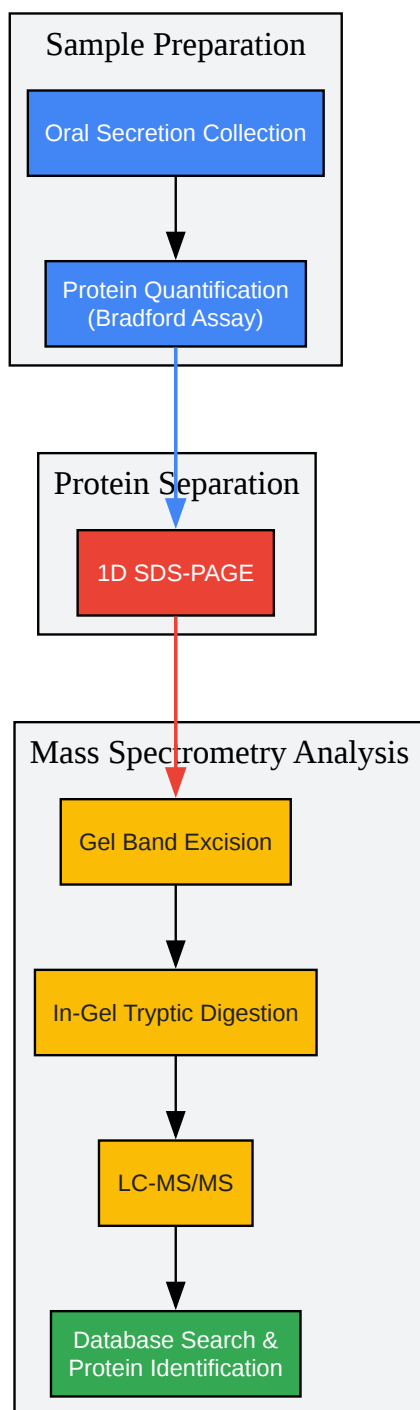 Sample Preparation
Oral Secretion Collection
Protein Quantification
(Bradford Assay)
Protein Separation
1D SDS-PAGE
Mass Spectrometry Analysis
Gel Band Excision
In-Gel Tryptic Digestion
LC-MS/MS
Database Search &
Protein Identification